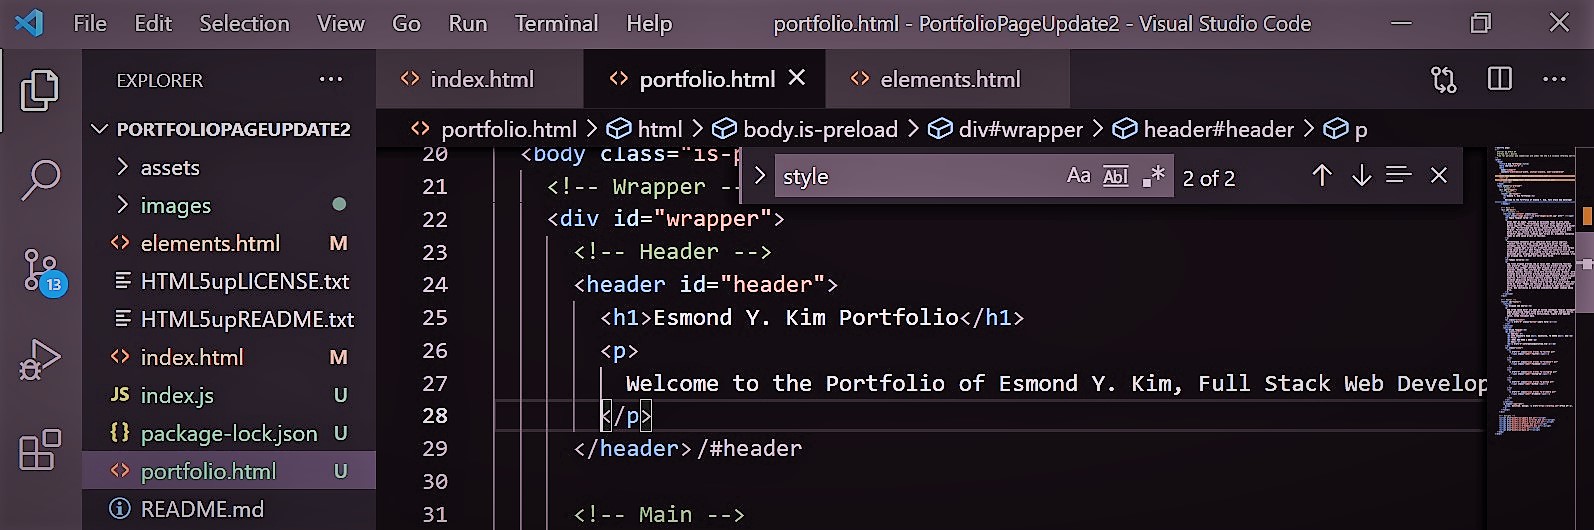 File Edit Selection View Go Run Terminal Help portfolio.html - PortfolioPageUpdate2 - Visual Studio Code
EXPLORER ···
PORTFOLIOPAGEUPDATE2
assets
images
elements.html M
HTML5upLICENSE.txt
HTML5upREADME.txt
index.html M
JS index.js U
{} package-lock.json U
portfolio.html U
README.md
13
index.html portfolio.html elements.html
portfolio.html > html > body.is-preload > div#wrapper > header#header > p
style Aa Abl .* 2 of 2
20 <body class="is-p
21 <!-- Wrapper --
22 <div id="wrapper">
23 <!-- Header -->
24 <header id="header">
25 <h1>Esmond Y. Kim Portfolio</h1>
26 <p>
27 Welcome to the Portfolio of Esmond Y. Kim, Full Stack Web Develop
28 </p>
29 </header>/#header
30
31 <!-- Main -->